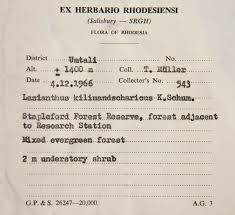 EX HERBARIO RHODESIENSI
(Salisbury — SRGH)
FLORA OF RHODESIA
District Umtali No.
Alt. ± 1400 m Coll. T. Müller
Date 4.12.1966 Collector's No. 543
Lasianthus kilimandscharicus K.Schum.
Stapleford Forest Reserve, forest adjacent
to Research Station
Mixed evergreen forest
2 m understory shrub
G.P. & S. 26247—20,000. A.G. 3